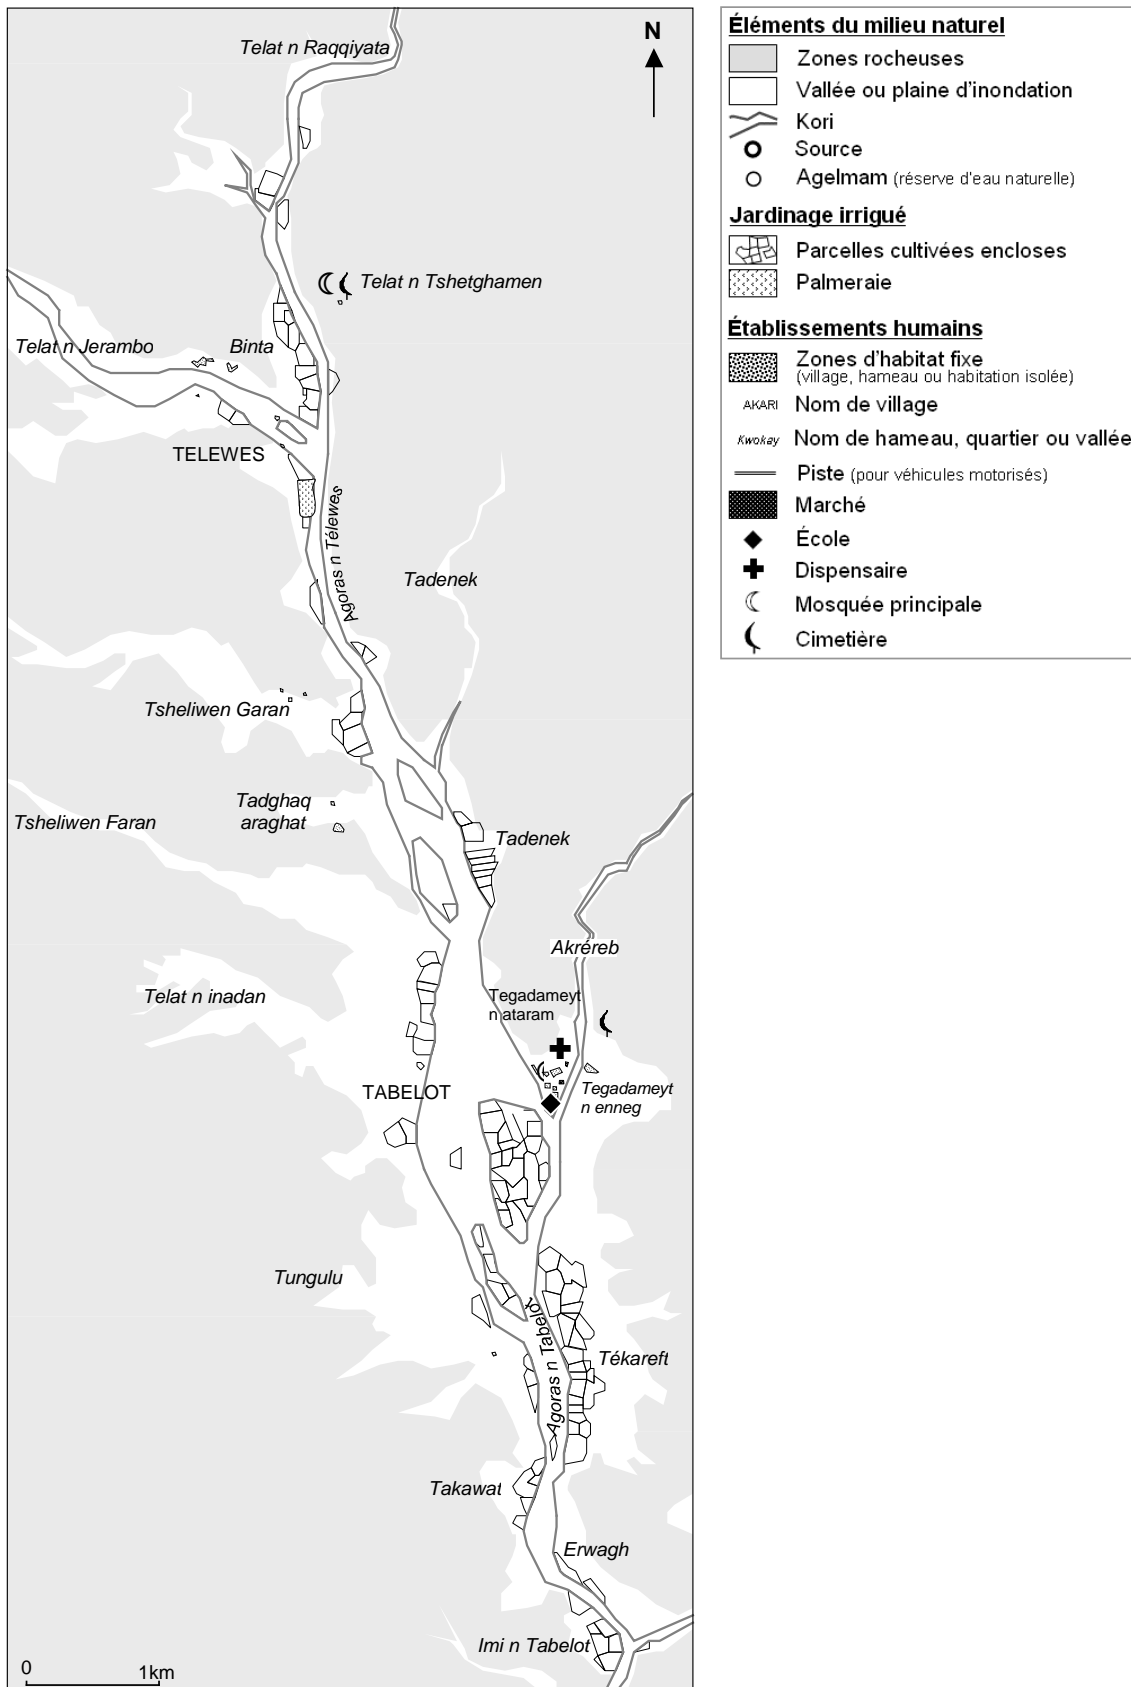 Telat n Raqqiyata
N
Telat n Tshetghamen
Telat n Jerambo
Binta
TELEWES
Agoras n Télewes
Tadenek
Tsheliwen Garan
Tadghaq
araghat
Tsheliwen Faran
Tadenek
Akréreb
Telat n inadan
Tegadameyt
n ataram
TABELOT
Tegadameyt
n enneg
Tungulu
Agoras n Tabelot
Tékareft
Takawat
Erwagh
Imi n Tabelot
0
1km
Éléments du milieu naturel
Zones rocheuses
Vallée ou plaine d'inondation
Kori
Source
Agelmam (réserve d'eau naturelle)
Jardinage irrigué
Parcelles cultivées encloses
Palmeraie
Établissements humains
Zones d'habitat fixe
(village, hameau ou habitation isolée)
AKARI Nom de village
Kwokay Nom de hameau, quartier ou vallée
Piste (pour véhicules motorisés)
Marché
École
Dispensaire
Mosquée principale
Cimetière